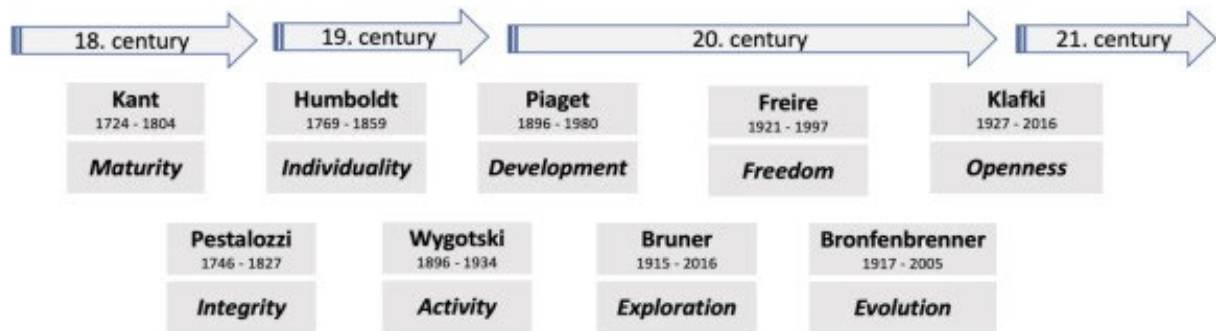 18. century
19. century
20. century
21. century
Kant
1724 - 1804
Maturity
Humboldt
1769 - 1859
Individuality
Piaget
1896 - 1980
Development
Freire
1921 - 1997
Freedom
Klafki
1927 - 2016
Openness
Pestalozzi
1746 - 1827
Integrity
Wygotski
1896 - 1934
Activity
Bruner
1915 - 2016
Exploration
Bronfenbrenner
1917 - 2005
Evolution